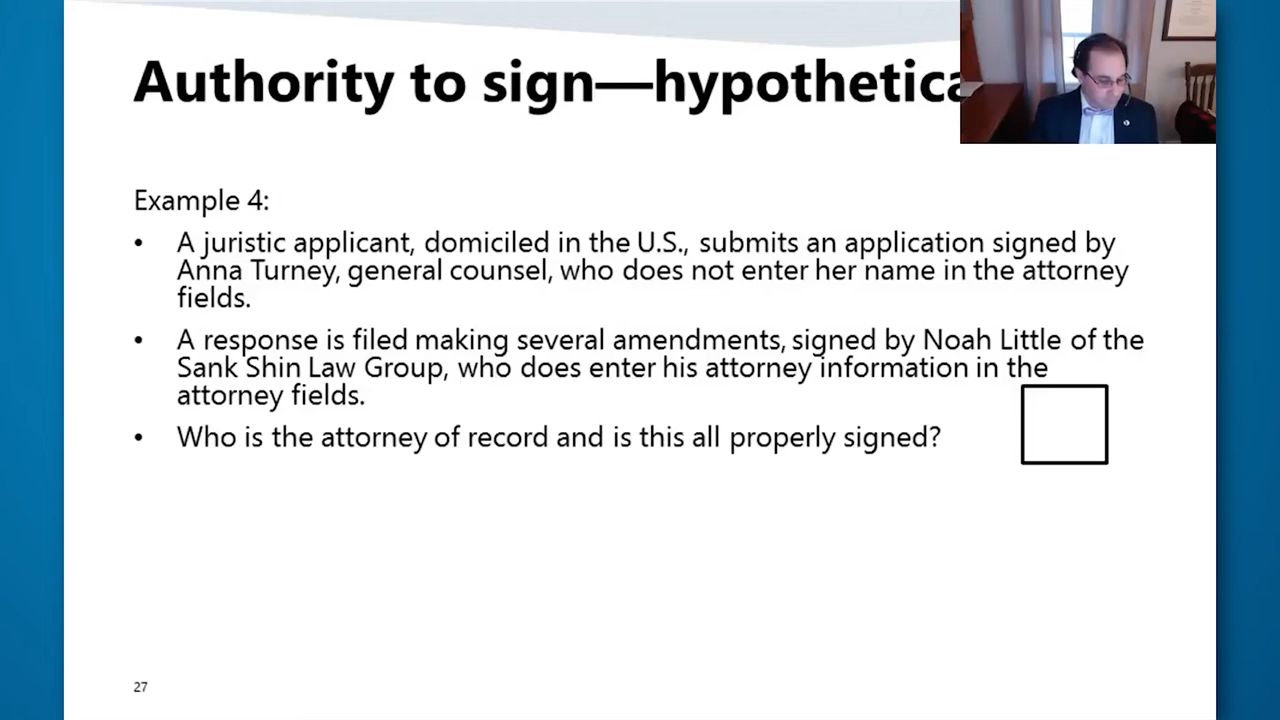 Authority to sign—hypothetica
Example 4:
• A juristic applicant, domiciled in the U.S., submits an application signed by
Anna Turney, general counsel, who does not enter her name in the attorney
fields.
• A response is filed making several amendments, signed by Noah Little of the
Sank Shin Law Group, who does enter his attorney information in the
attorney fields.
• Who is the attorney of record and is this all properly signed?
27